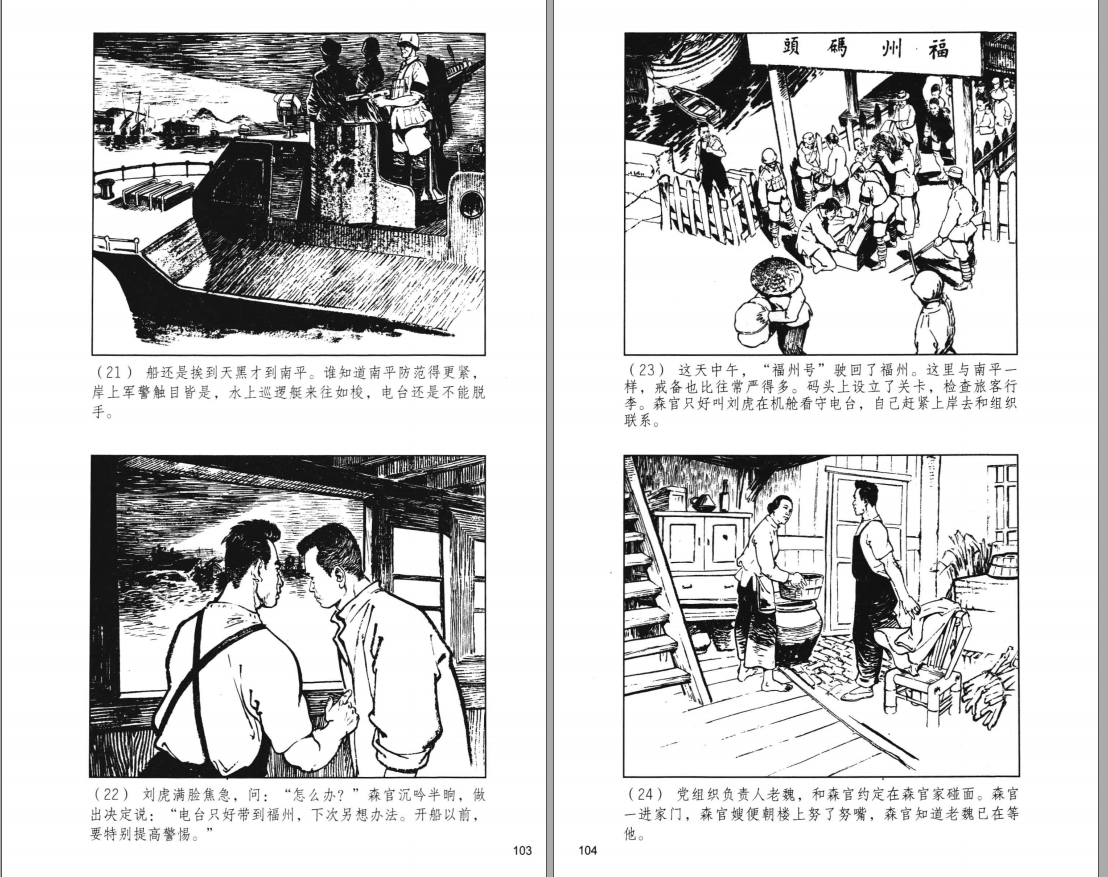 (21) 船还是挨到天黑才到南平。谁知道南平防范得更紧，
岸上军警触目皆是，水上巡逻艇来往如梭，电台还是不能脱
手。
(22) 刘虎满脸焦急，问：“怎么办？”森官沉吟半晌，做
出决定说：“电台只好带到福州，下次另想办法。开船以前，
要特别提高警惕。”
103
頭碼州福
(23) 这天中午，“福州号”驶回了福州。这里与南平一
样，戒备也比往常严得多。码头上设立了关卡，检查旅客行
李。森官只好叫刘虎在机舱看守电台，自己赶紧上岸去和组织
联系。
(24) 党组织负责人老魏，和森官约定在森官家碰面。森官
一进家门，森官嫂便朝楼上努了努嘴，森官知道老魏已在等
他。
104